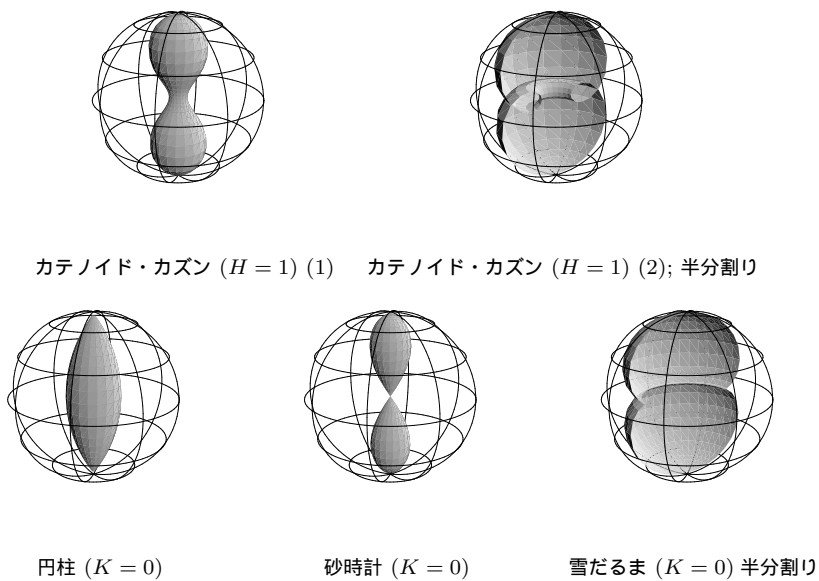 カテノイド・カズン (H = 1) (1)
カテノイド・カズン (H = 1) (2); 半分割り
円柱 (K = 0)
砂時計 (K = 0)
雪だるま (K = 0) 半分割り